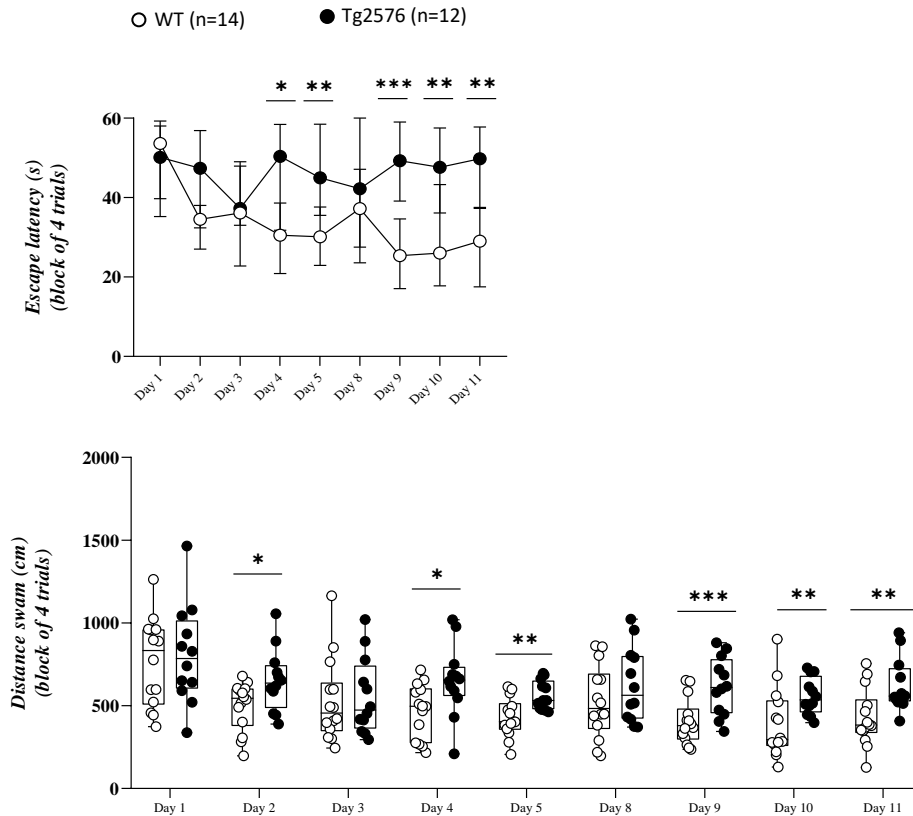 WT (n=14)
Tg2576 (n=12)
* ** *** ** **
Escape latency (s)
(block of 4 trials)
60
40
20
0
Day 1 Day 2 Day 3 Day 4 Day 5 Day 8 Day 9 Day 10 Day 11
Distance swam (cm)
(block of 4 trials)
2000
1500
1000
500
0
* * ** *** ** **
Day 1 Day 2 Day 3 Day 4 Day 5 Day 8 Day 9 Day 10 Day 11